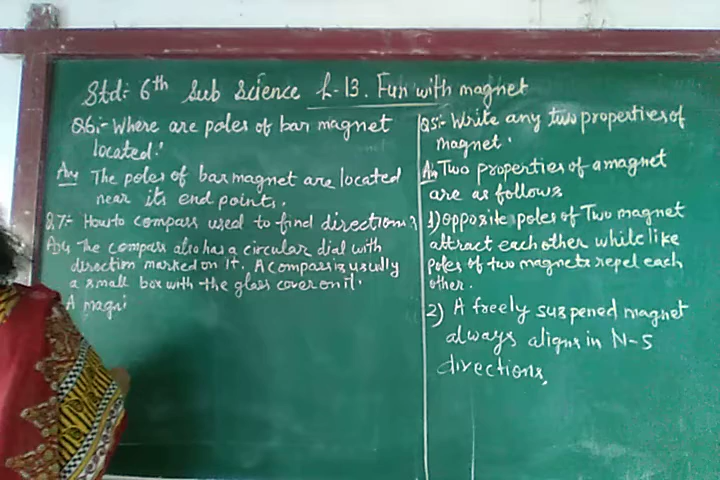 Std:- 6th Sub Science L-13. Fun with magnet
Q6:- Where are poles of bar magnet
located.
Ans The poles of bar magnet are located
near its end points.
Q7:- How to compass used to find directions
Ans The compass also has a circular dial with
direction marked on it. A compass is usually
a small box with the glass cover on it.
A magn
Q5:- Write any two properties of
magnet.
Ans Two properties of a magnet
are as follows
1) opposite poles of Two magnet
attract each other while like
poles of two magnets repel each
other.
2) A freely suspened magnet
always aligns in N-S
directions,